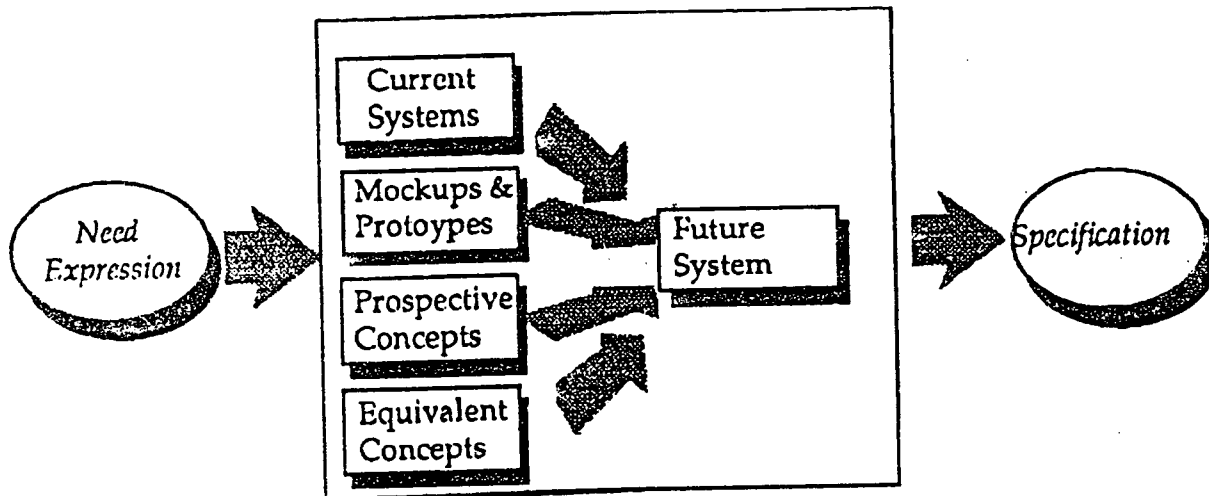 Need
Expression
Current
Systems
Mockups &
Protoypes
Prospective
Concepts
Equivalent
Concepts
Future
System
Specification